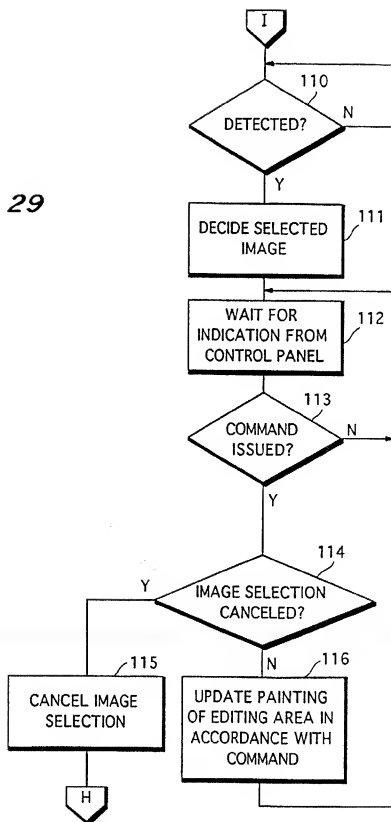 I
110
DETECTED?
N
Y
29
DECIDE SELECTED
IMAGE
111
WAIT FOR
INDICATION FROM
CONTROL PANEL
112
113
COMMAND
ISSUED?
N
Y
114
Y
IMAGE SELECTION
CANCELED?
115
N
116
CANCEL IMAGE
SELECTION
UPDATE PAINTING
OF EDITING AREA IN
ACCORDANCE WITH
COMMAND
H